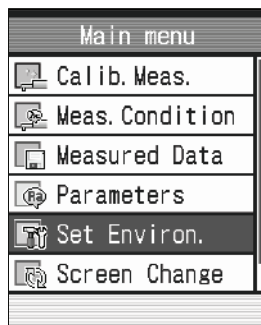 Main menu
Calib.Meas.
Meas.Condition
Measured Data
Parameters
Set Environ.
Screen Change